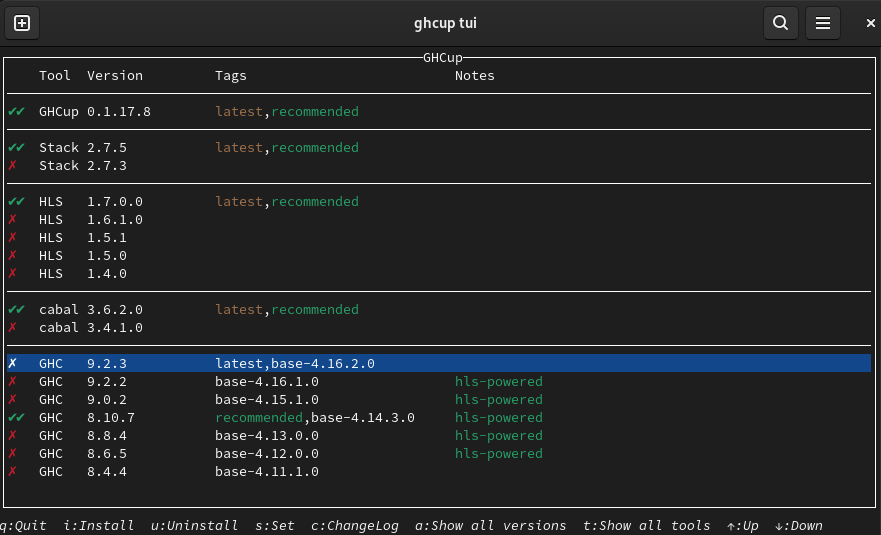 ghcup tui
GHCup
Tool Version Tags Notes
✔✔ GHCup 0.1.17.8 latest,recommended
✔✔ Stack 2.7.5 latest,recommended
✗ Stack 2.7.3
✔✔ HLS 1.7.0.0 latest,recommended
✗ HLS 1.6.1.0
✗ HLS 1.5.1
✗ HLS 1.5.0
✗ HLS 1.4.0
✔✔ cabal 3.6.2.0 latest,recommended
✗ cabal 3.4.1.0
✗ GHC 9.2.3 latest,base-4.16.2.0
✗ GHC 9.2.2 base-4.16.1.0 hls-powered
✗ GHC 9.0.2 base-4.15.1.0 hls-powered
✔✔ GHC 8.10.7 recommended,base-4.14.3.0 hls-powered
✗ GHC 8.8.4 base-4.13.0.0 hls-powered
✗ GHC 8.6.5 base-4.12.0.0 hls-powered
✗ GHC 8.4.4 base-4.11.1.0
q:Quit i:Install u:Uninstall s:Set c:ChangeLog a:Show all versions t:Show all tools ↑:Up ↓:Down